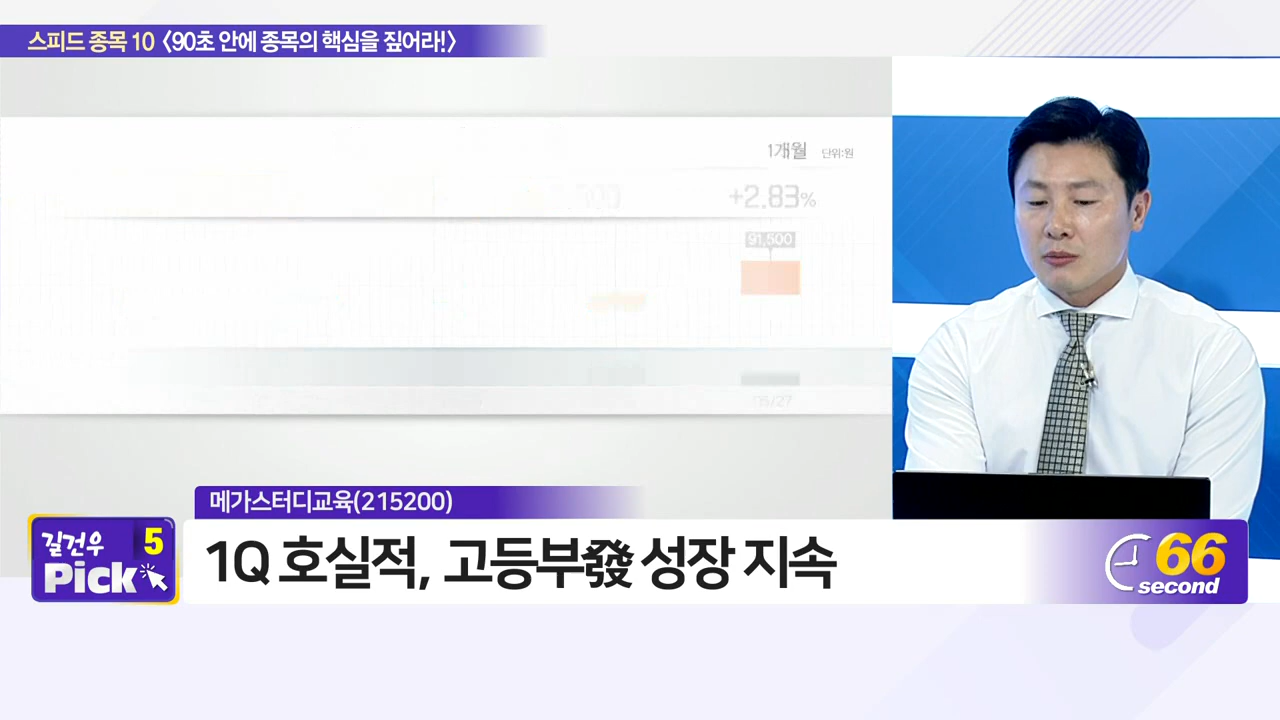 스피드 종목 10 <90초 안에 종목의 핵심을 짚어라!>
1개월 단위:원
+2.83%
91,500
05/27
메가스터디교육(215200)
길건우 5
Pick
1Q 호실적, 고등부發 성장 지속
66
second